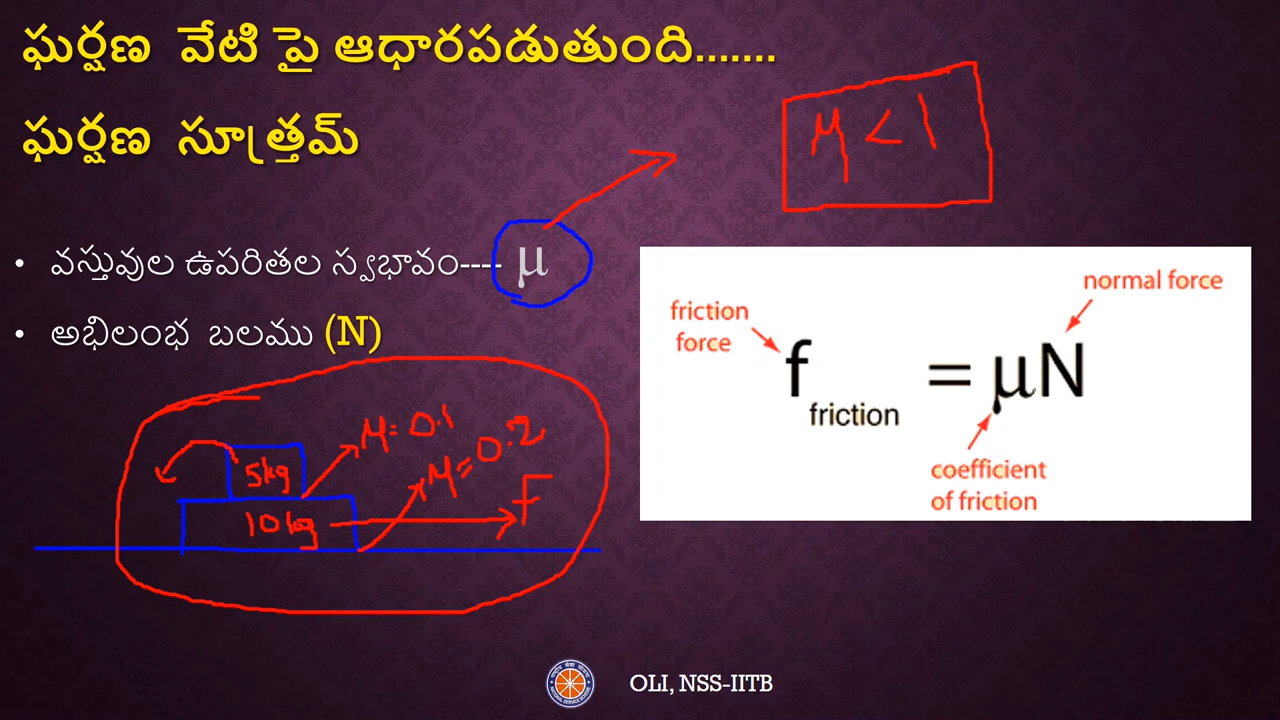 ఘర్షణ వేటి పై ఆధారపడుతుంది.......
ఘర్షణ సూత్రమ్
μ < 1
• వస్తువుల ఉపరితల స్వభావం---- μ
• అభిలంభ బలము (N)
normal force
friction
force
f friction = μN
coefficient
of friction
μ = 0.1
μ = 0.2
5kg
10kg
F
OLI, NSS-IITB